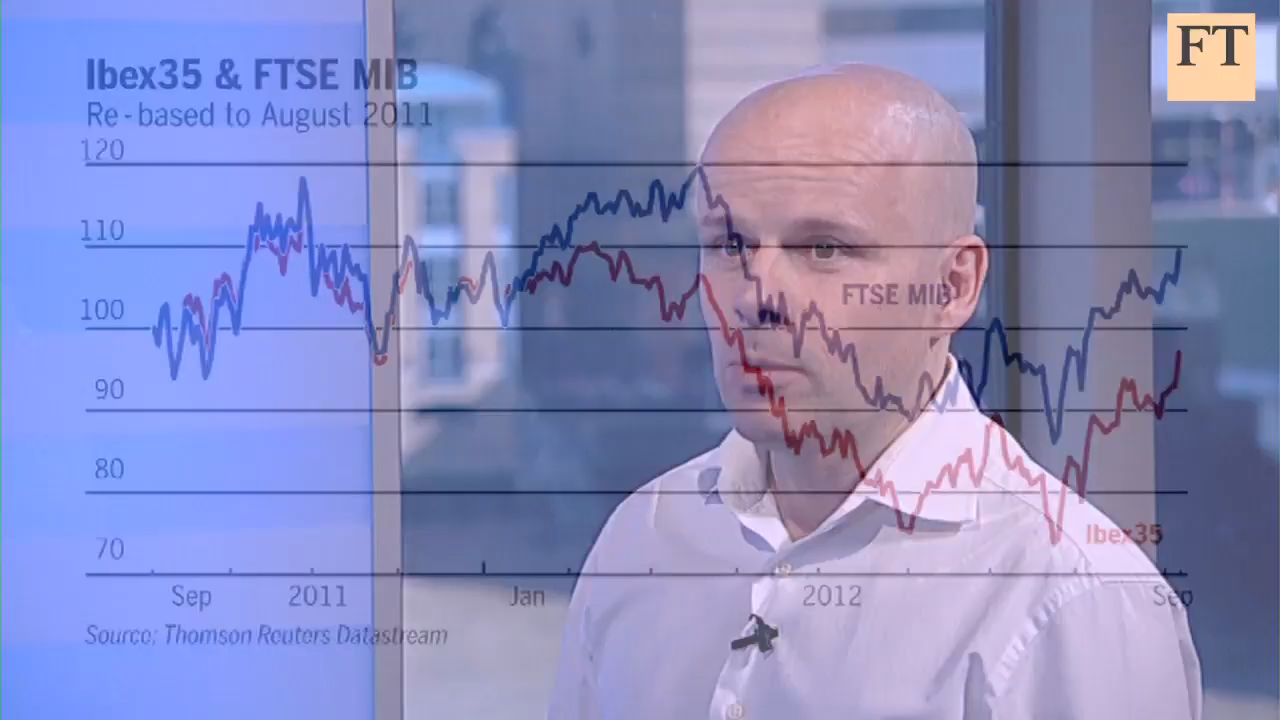 FT
Ibex35 & FTSE MIB
Re-based to August 2011
120
110
100
90
80
70
FTSE MIB
Ibex35
Sep 2011 Jan 2012 Sep
Source: Thomson Reuters Datastream